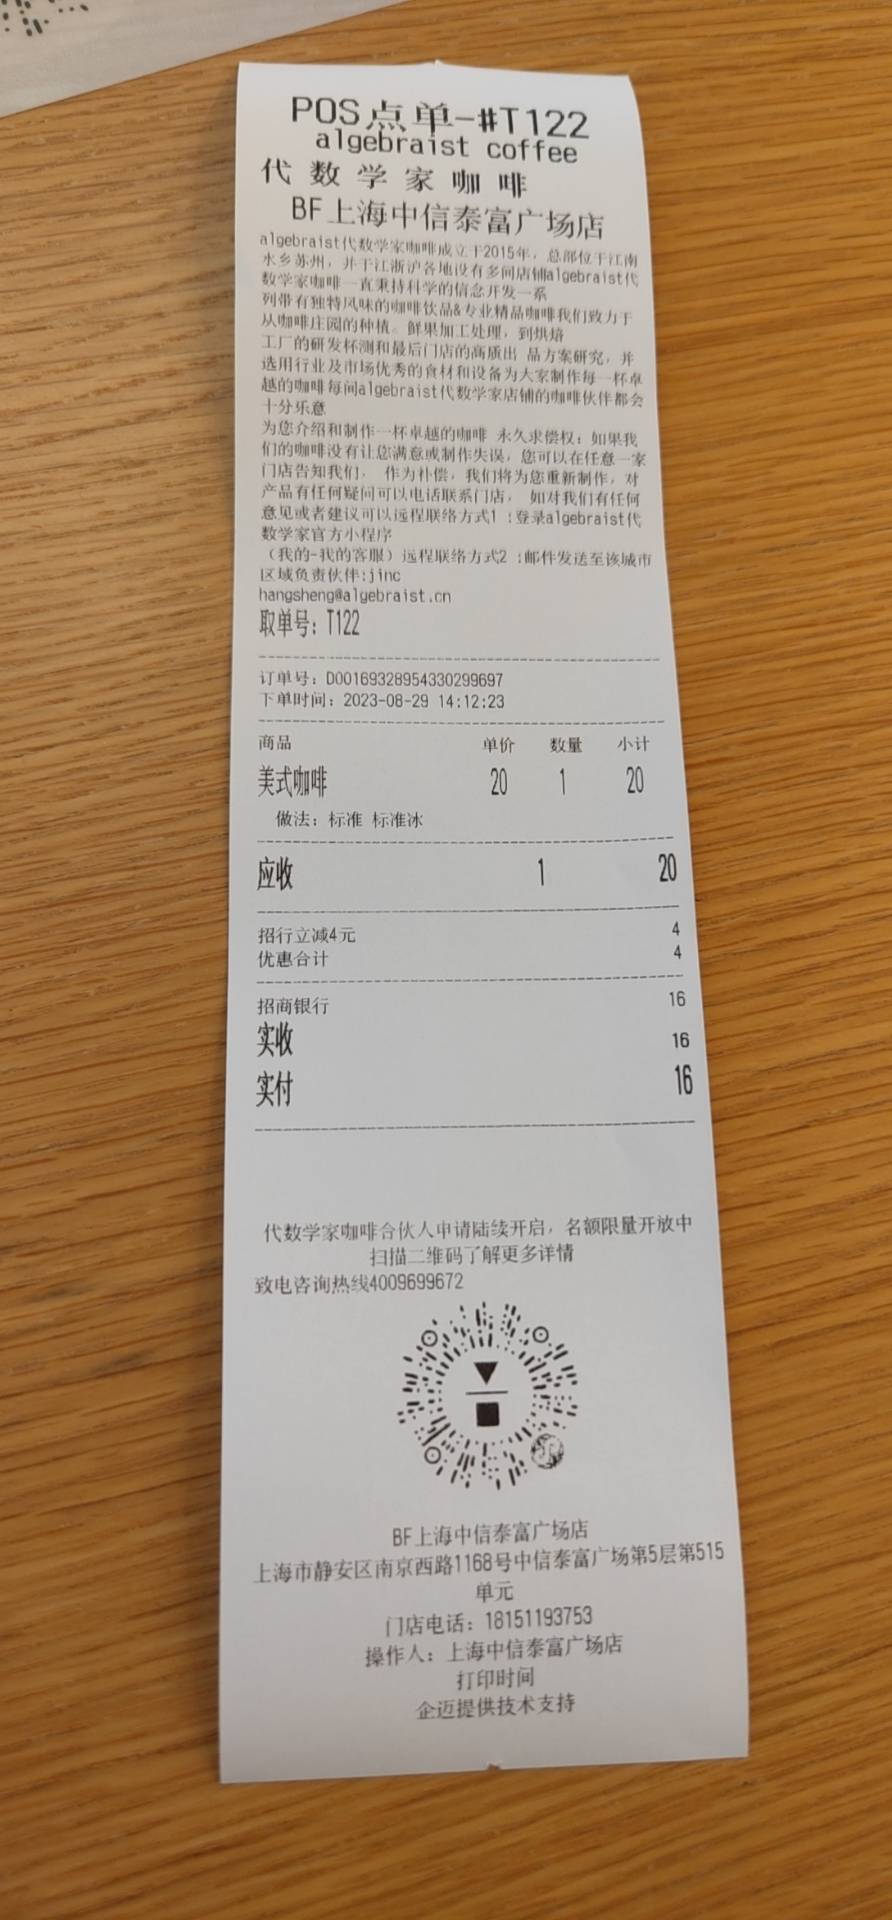 POS点单-#T122
algebraist coffee
代数学家咖啡
BF上海中信泰富广场店
algebraist代数学家咖啡成立于2015年，总部位于江南
水乡苏州，并于江浙沪各地设有多间店铺algebraist代
数学家咖啡一直秉持科学的信念开发一系
列带有独特风味的咖啡饮品&专业精品咖啡我们致力于
从咖啡庄园的种植。鲜果加工处理，到烘焙
工厂的研发杯测和最后门店的高质出 品方案研究，并
选用行业及市场优秀的食材和设备为大家制作每一杯卓
越的咖啡每间algebraist代数学家店铺的咖啡伙伴都会
十分乐意
为您介绍和制作一杯卓越的咖啡 永久求偿权：如果我
们的咖啡没有让您满意或制作失误，您可以在任意一家
门店告知我们， 作为补偿，我们将为您重新制作，对
产品有任何疑问可以电话联系门店， 如对我们有任何
意见或者建议可以远程联络方式1 :登录algebraist代
数学家官方小程序
（我的-我的客服）远程联络方式2 :邮件发送至该城市
区域负责伙伴:jinc
hangsheng@algebraist.cn
取单号：T122
订单号：D00169328954330299697
下单时间：2023-08-29 14:12:23
商品 单价 数量 小计
美式咖啡 20 1 20
做法：标准 标准冰
应收 1 20
招行立减4元 4
优惠合计 4
招商银行 16
实收 16
实付 16
代数学家咖啡合伙人申请陆续开启，名额限量开放中
扫描二维码了解更多详情
致电咨询热线4009699672
BF上海中信泰富广场店
上海市静安区南京西路1168号中信泰富广场第5层第515
单元
门店电话：18151193753
操作人：上海中信泰富广场店
打印时间
企迈提供技术支持